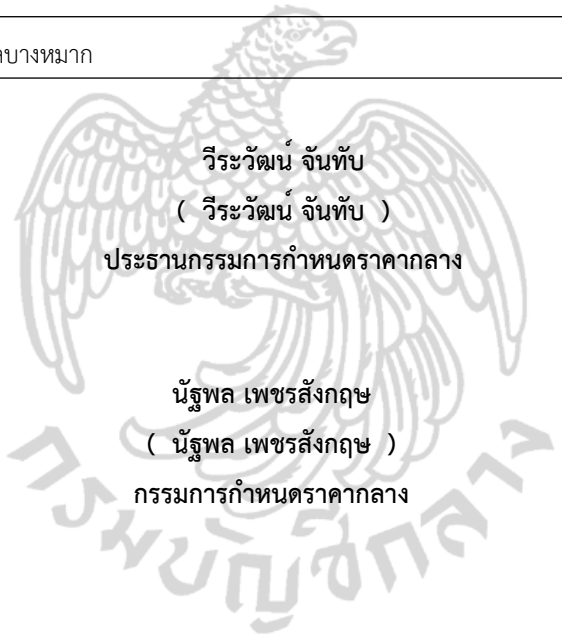 บางหมาก
วีระวัฒน์ จันทับ
( วีระวัฒน์ จันทับ )
ประธานกรรมการกำหนดราคากลาง
นัฐพล เพชรสังกฤษ
( นัฐพล เพชรสังกฤษ )
กรรมการกำหนดราคากลาง
กรมบัญชีกลาง